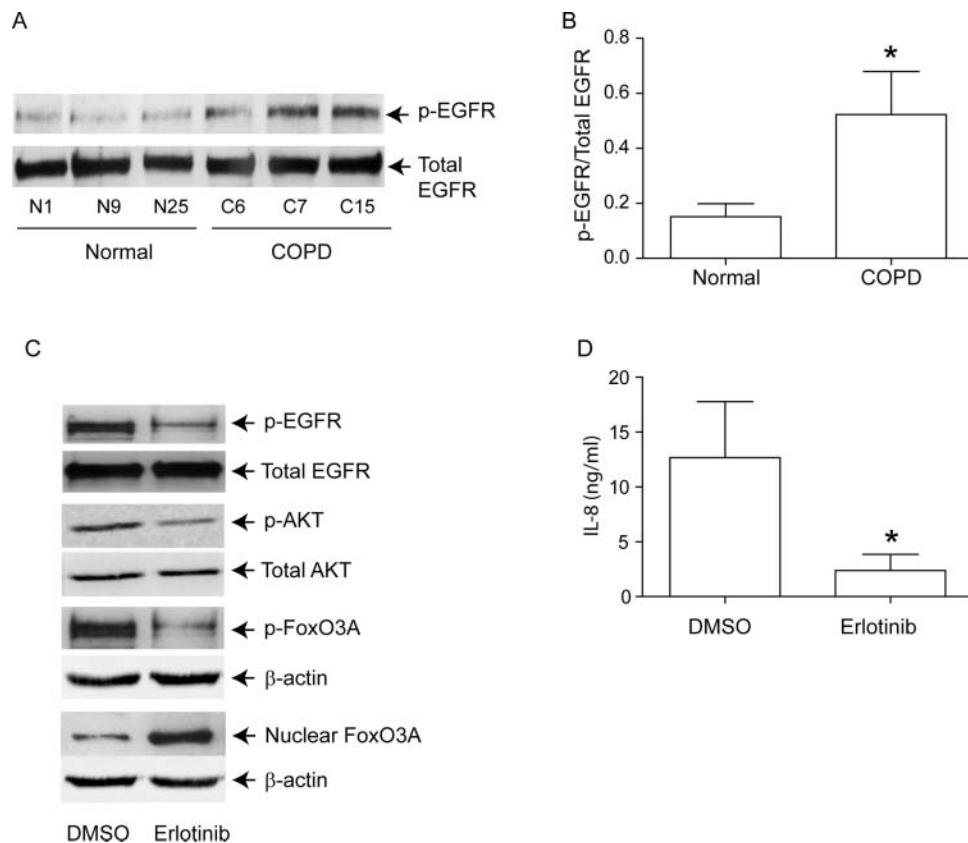 A
p-EGFR
Total
EGFR
N1 N9 N25 C6 C7 C15
Normal COPD
B
p-EGFR/Total EGFR
0.8
0.6
0.4
0.2
0.0
*
Normal COPD
C
p-EGFR
Total EGFR
p-AKT
Total AKT
p-FoxO3A
β-actin
Nuclear FoxO3A
β-actin
DMSO Erlotinib
D
IL-8 (ng/ml)
20
15
10
5
0
*
DMSO Erlotinib